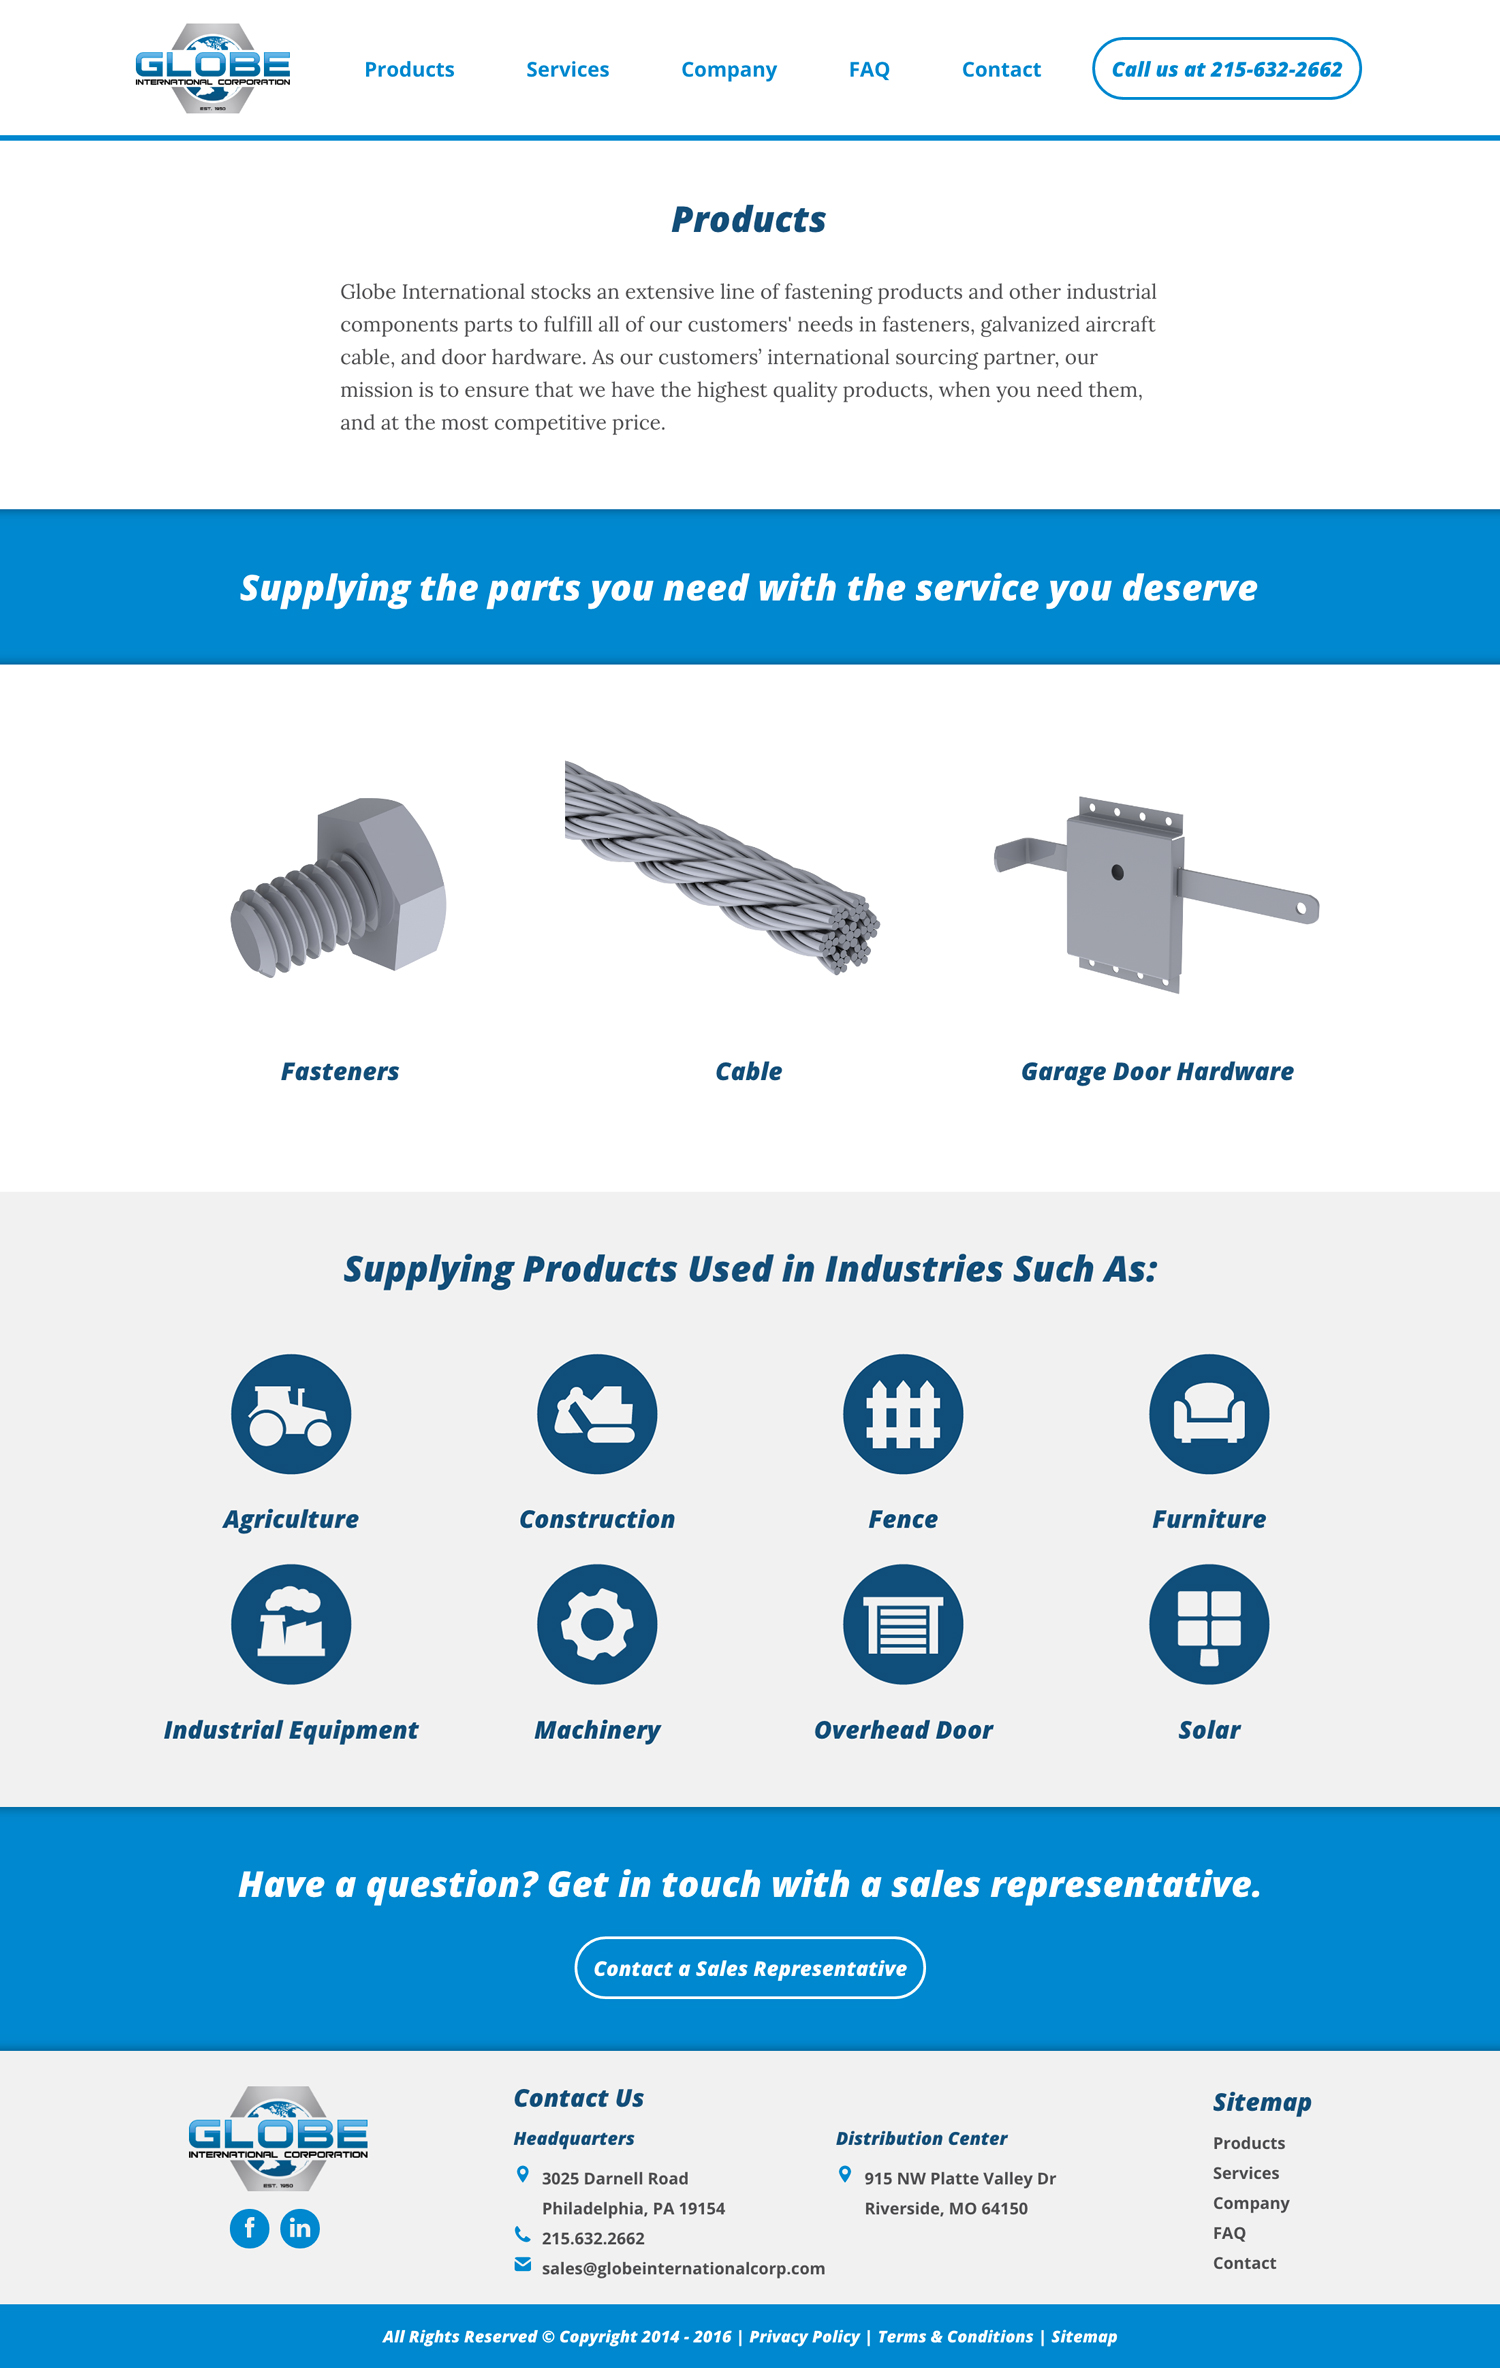 GLOBE
INTERNATIONAL CORPORATION
EST. 1950
Products
Services
Company
FAQ
Contact
Call us at 215-632-2662
Products
Globe International stocks an extensive line of fastening products and other industrial
components parts to fulfill all of our customers' needs in fasteners, galvanized aircraft
cable, and door hardware. As our customers’ international sourcing partner, our
mission is to ensure that we have the highest quality products, when you need them,
and at the most competitive price.
Supplying the parts you need with the service you deserve
Fasteners
Cable
Garage Door Hardware
Supplying Products Used in Industries Such As:
Agriculture
Construction
Fence
Furniture
Industrial Equipment
Machinery
Overhead Door
Solar
Have a question? Get in touch with a sales representative.
Contact a Sales Representative
GLOBE
INTERNATIONAL CORPORATION
EST. 1950
f
in
Contact Us
Headquarters
3025 Darnell Road
Philadelphia, PA 19154
215.632.2662
sales@globeinternationalcorp.com
Distribution Center
915 NW Platte Valley Dr
Riverside, MO 64150
Sitemap
Products
Services
Company
FAQ
Contact
All Rights Reserved © Copyright 2014 - 2016 | Privacy Policy | Terms & Conditions | Sitemap